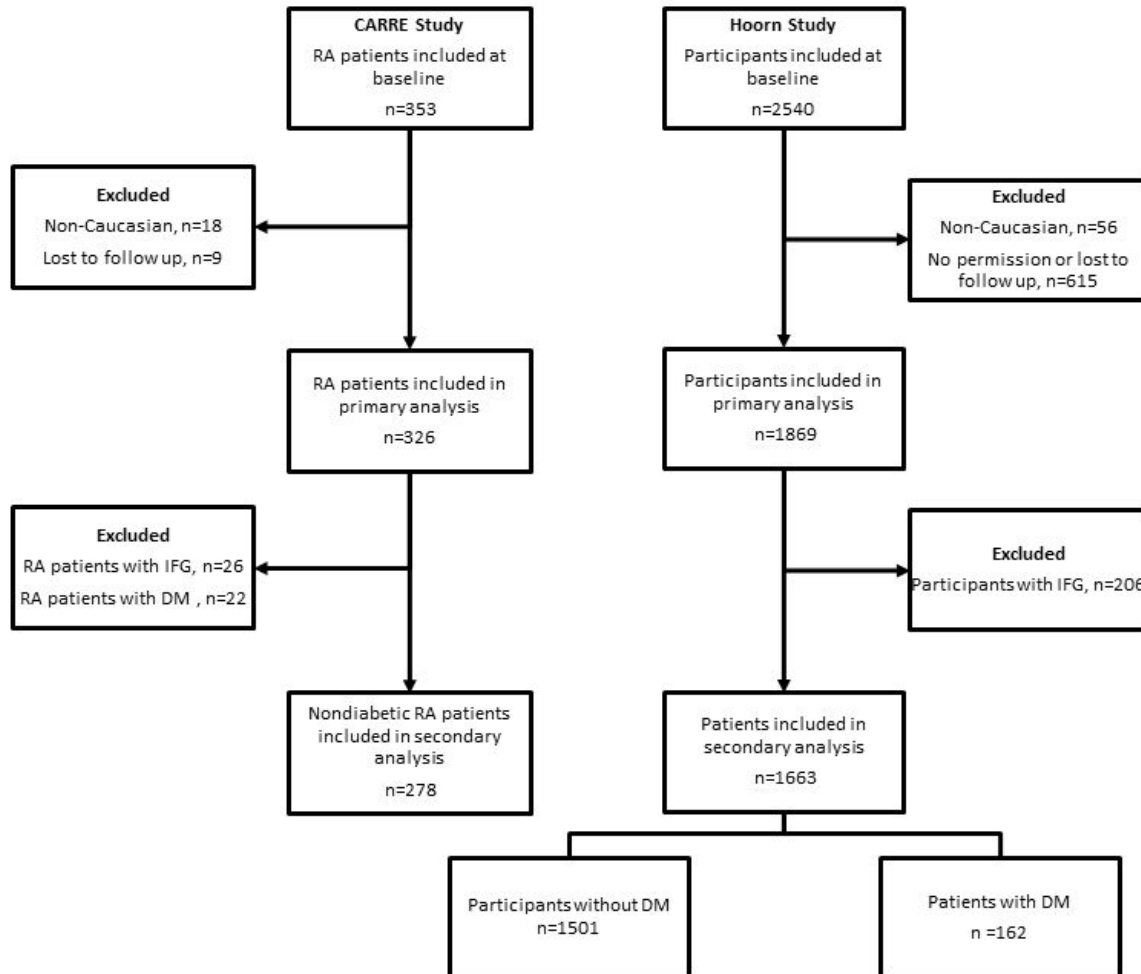 CARRE Study
RA patients included at
baseline
n=353
Hoorn Study
Participants included at
baseline
n=2540
Excluded
Non-Caucasian, n=18
Lost to follow up, n=9
Excluded
Non-Caucasian, n=56
No permission or lost to
follow up, n=615
RA patients included in
primary analysis
n=326
Participants included in
primary analysis
n=1869
Excluded
RA patients with IFG, n=26
RA patients with DM , n=22
Excluded
Participants with IFG, n=206
Nondiabetic RA patients
included in secondary
analysis
n=278
Patients included in
secondary analysis
n=1663
Participants without DM
n=1501
Patients with DM
n =162